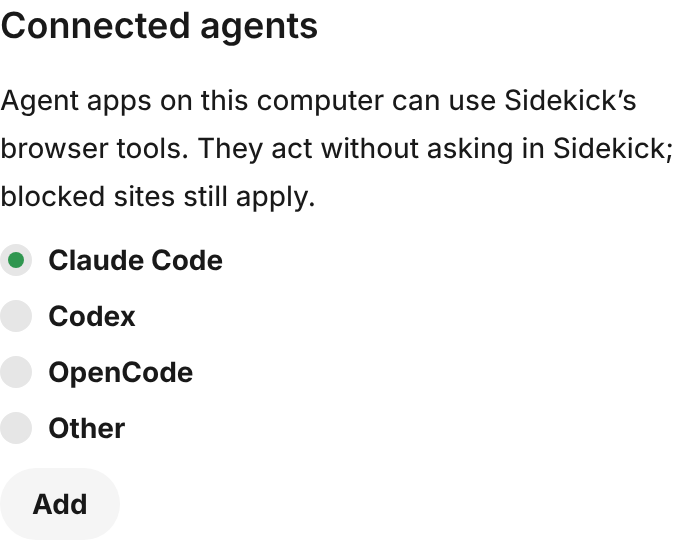 Connected agents
Agent apps on this computer can use Sidekick’s
browser tools. They act without asking in Sidekick;
blocked sites still apply.
Claude Code
Codex
OpenCode
Other
Add